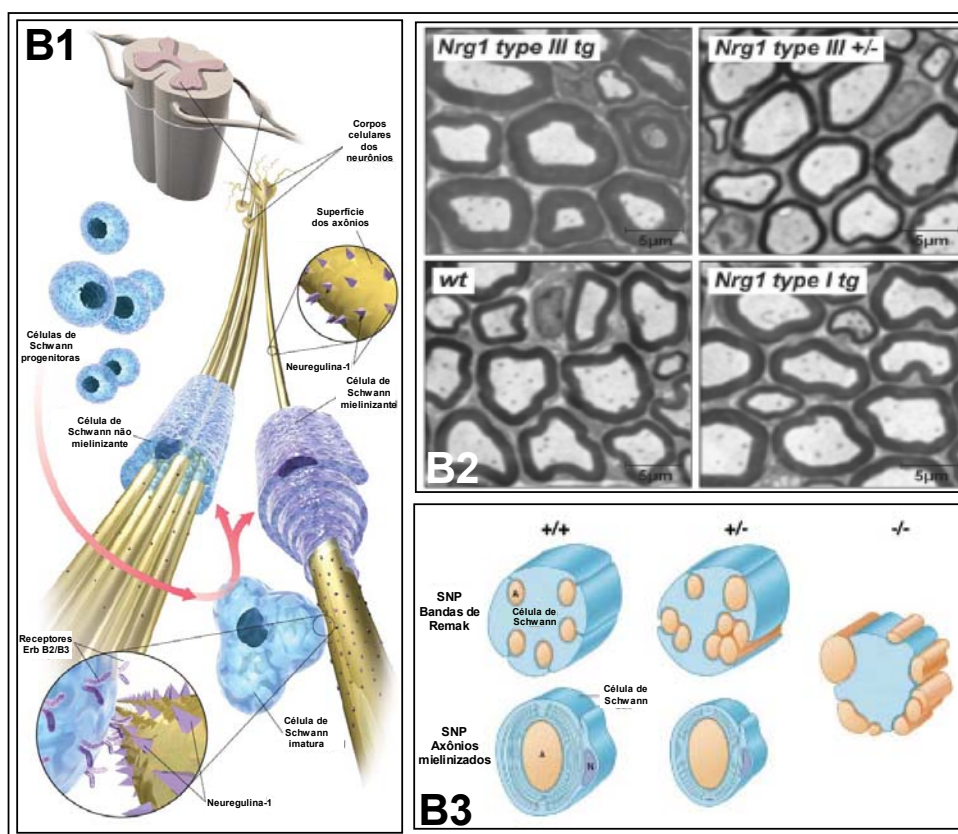 B1
Corpos
celulares
dos
neurônios
Superfície
dos axônios
Células de
Schwann
progenitoras
Neuregulina-1
Célula de
Schwann
mielinizante
Célula de
Schwann não
mielinizante
Receptores
Erb B2/B3
Célula de
Schwann
imatura
Neuregulina-1
Nrg1 type III tg
5µm
Nrg1 type III +/-
5µm
wt
B2
Nrg1 type I tg
5µm
+/+
+/-
-/-
SNP
Bandas de
Remak
A
Célula de
Schwann
Célula de
Schwann
SNP
Axônios
mielinizados
A
N
B3